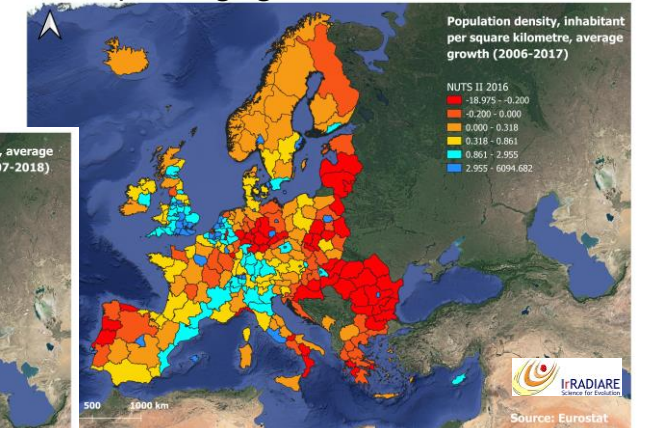 Population density, inhabitant
per square kilometre, average
growth (2006-2017)
NUTS II 2016
-18.975 - -0.200
-0.200 - 0.000
0.000 - 0.318
0.318 - 0.861
0.861 - 2.955
2.955 - 6094.682
, average
7-2018)
500 1000 km
IrRADIARE
Science for Evolution
Source: Eurostat